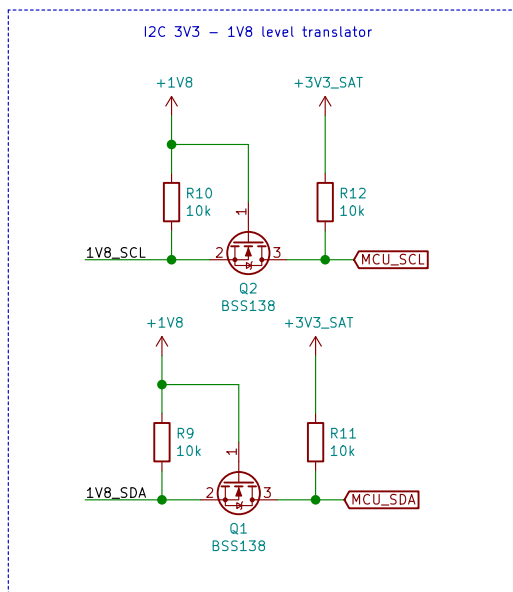 I2C 3V3 - 1V8 level translator
+1V8
+3V3_SAT
R10
10k
R12
10k
1
1V8_SCL
2
3
MCU_SCL
Q2
BSS138
+1V8
+3V3_SAT
R9
10k
R11
10k
1
1V8_SDA
2
3
MCU_SDA
Q1
BSS138